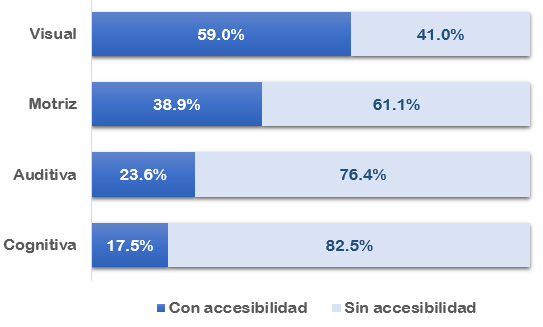 Visual 59.0% 41.0%
Motriz 38.9% 61.1%
Auditiva 23.6% 76.4%
Cognitiva 17.5% 82.5%
Con accesibilidad Sin accesibilidad